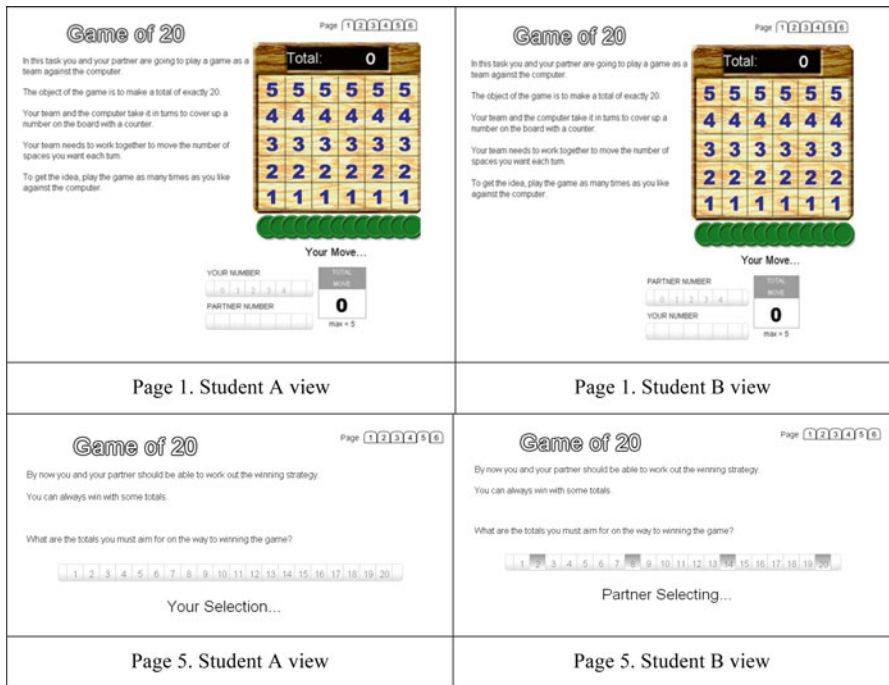 Game of 20
Page 1 2 3 4 5 6
In this task you and your partner are going to play a game as a
team against the computer.
The object of the game is to make a total of exactly 20.
Your team and the computer take it in turns to cover up a
number on the board with a counter.
Your team needs to work together to move the number of
spaces you want each turn.
To get the idea, play the game as many times as you like
against the computer.
Total: 0
5 5 5 5 5 5
4 4 4 4 4 4
3 3 3 3 3 3
2 2 2 2 2 2
1 1 1 1 1 1
Your Move...
YOUR NUMBER
0 1 2 3 4
PARTNER NUMBER
TOTAL
MOVE
0
max = 5
Page 1. Student A view
Game of 20
Page 1 2 3 4 5 6
In this task you and your partner are going to play a game as a
team against the computer.
The object of the game is to make a total of exactly 20.
Your team and the computer take it in turns to cover up a
number on the board with a counter.
Your team needs to work together to move the number of
spaces you want each turn.
To get the idea, play the game as many times as you like
against the computer.
Total: 0
5 5 5 5 5 5
4 4 4 4 4 4
3 3 3 3 3 3
2 2 2 2 2 2
1 1 1 1 1 1
Your Move...
PARTNER NUMBER
0 1 2 3 4
YOUR NUMBER
TOTAL
MOVE
0
max = 5
Page 1. Student B view
Game of 20
Page 1 2 3 4 5 6
By now you and your partner should be able to work out the winning strategy.
You can always win with some totals.
What are the totals you must aim for on the way to winning the game?
1 2 3 4 5 6 7 8 9 10 11 12 13 14 15 16 17 18 19 20
Your Selection...
Page 5. Student A view
Game of 20
Page 1 2 3 4 5 6
By now you and your partner should be able to work out the winning strategy.
You can always win with some totals.
What are the totals you must aim for on the way to winning the game?
1 2 3 4 5 6 7 8 9 10 11 12 13 14 15 16 17 18 19 20
Partner Selecting...
Page 5. Student B view